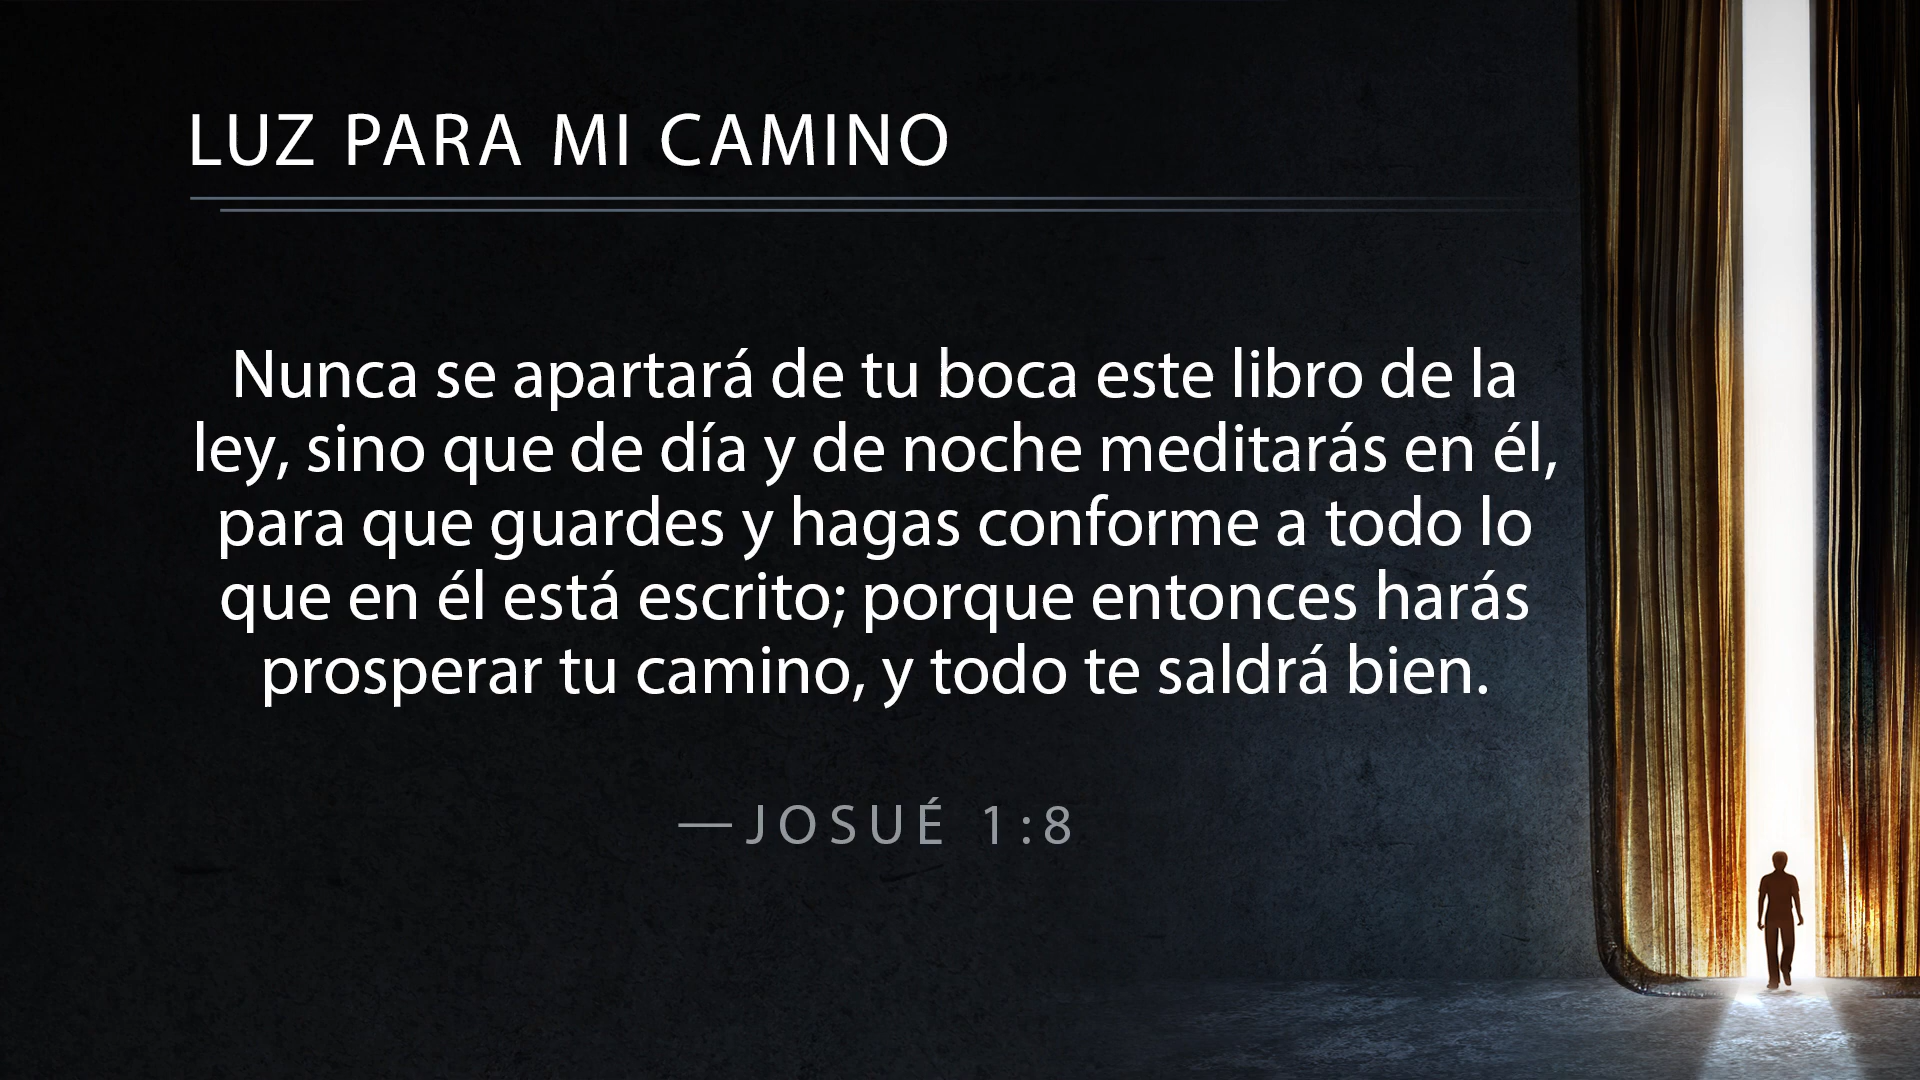 LUZ PARA MI CAMINO
Nunca se apartará de tu boca este libro de la
ley, sino que de día y de noche meditarás en él,
para que guardes y hagas conforme a todo lo
que en él está escrito; porque entonces harás
prosperar tu camino, y todo te saldrá bien.
—JOSUÉ 1:8